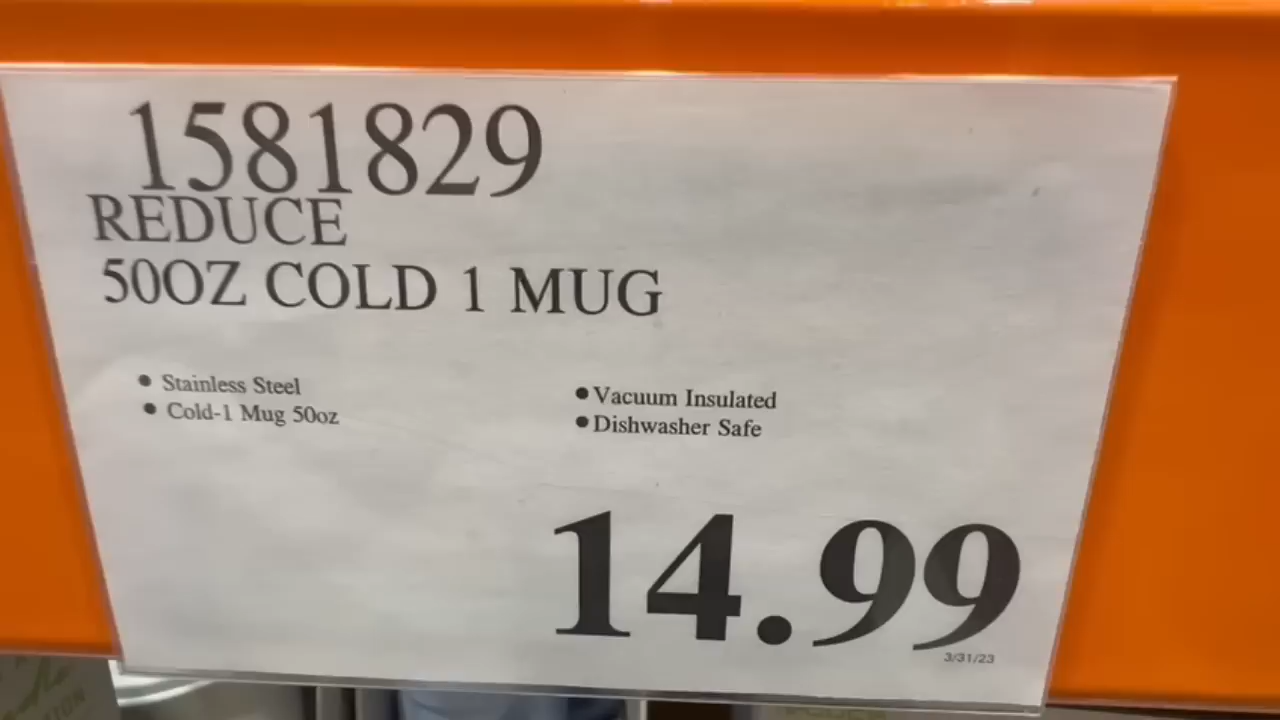 1581829
REDUCE
50OZ COLD 1 MUG
● Stainless Steel
● Cold-1 Mug 50oz
● Vacuum Insulated
● Dishwasher Safe
14.99
3/31/23